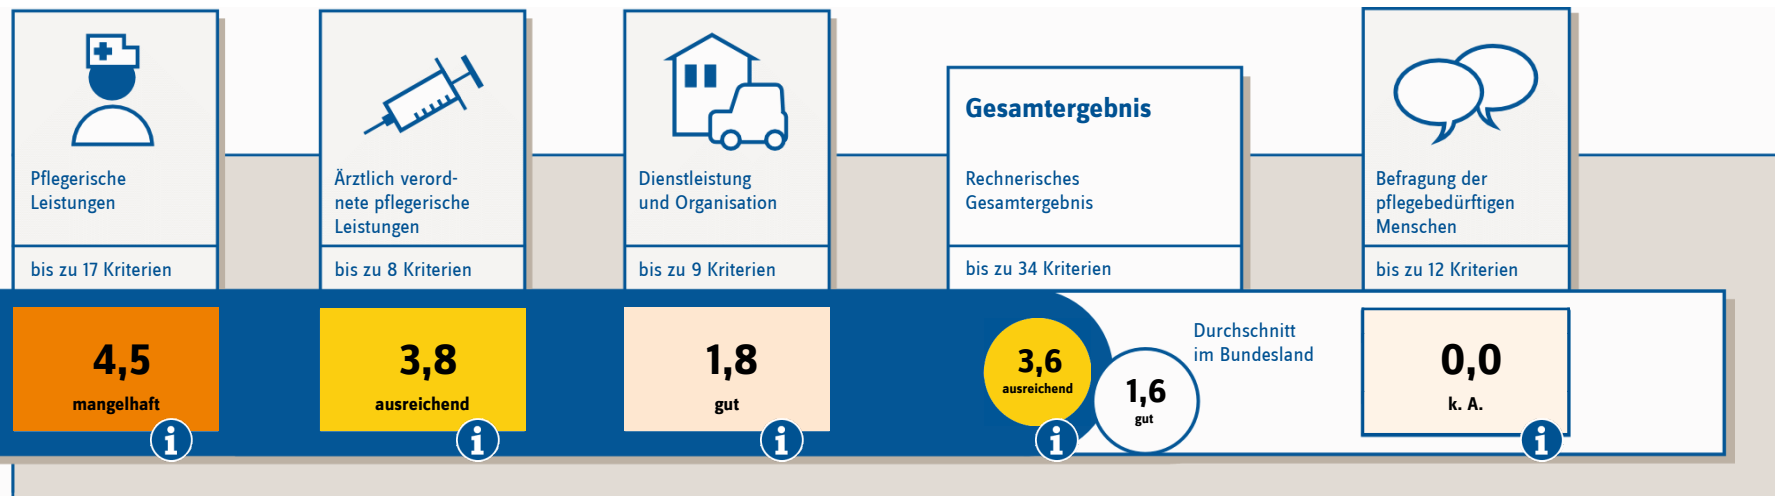 Pflegerische
Leistungen
bis zu 17 Kriterien
4,5
mangelhaft
i
Ärztlich verord-
nete pflegerische
Leistungen
bis zu 8 Kriterien
3,8
ausreichend
i
Dienstleistung
und Organisation
bis zu 9 Kriterien
1,8
gut
i
Gesamtergebnis
Rechnerisches
Gesamtergebnis
bis zu 34 Kriterien
3,6
ausreichend
i
1,6
gut
Durchschnitt
im Bundesland
Befragung der
pflegebedürftigen
Menschen
bis zu 12 Kriterien
0,0
k. A.
i